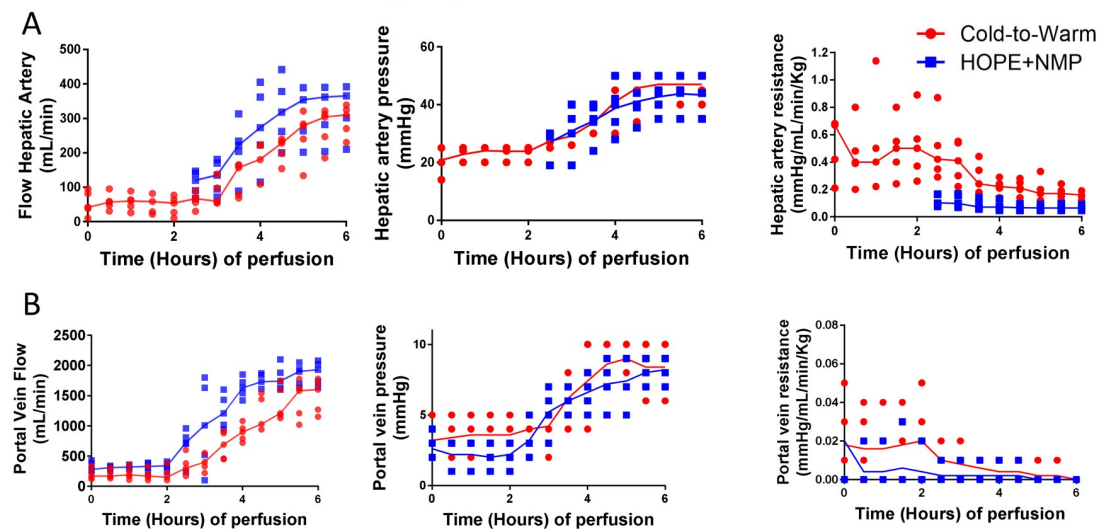 A
Flow Hepatic Artery
(mL/min)
500
400
300
200
100
0
0 2 4 6
Time (Hours) of perfusion
Hepatic artery pressure
(mmHg)
60
40
20
0
0 2 4 6
Time (Hours) of perfusion
Cold-to-Warm
HOPE+NMP
Hepatic artery resistance
(mmHg/mL/min/Kg)
1.2
1.0
0.8
0.6
0.4
0.2
0.0
0 2 4 6
Time (Hours) of perfusion
B
Portal Vein Flow
(mL/min)
2500
2000
1500
1000
500
0
0 2 4 6
Time (Hours) of perfusion
Portal vein pressure
(mmHg)
10
5
0
0 2 4 6
Time (Hours) of perfusion
Portal vein resistance
(mmHg/mL/min/Kg)
0.08
0.06
0.04
0.02
0.00
0 2 4 6
Time (Hours) of perfusion